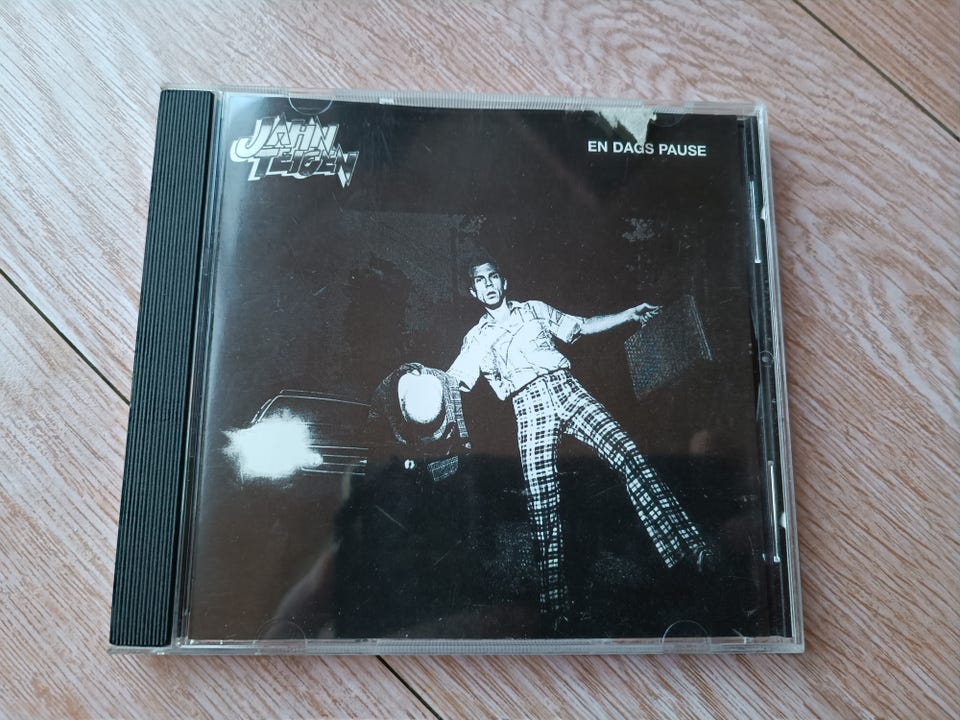 JAHN
TEIGEN
EN DAGS PAUSE